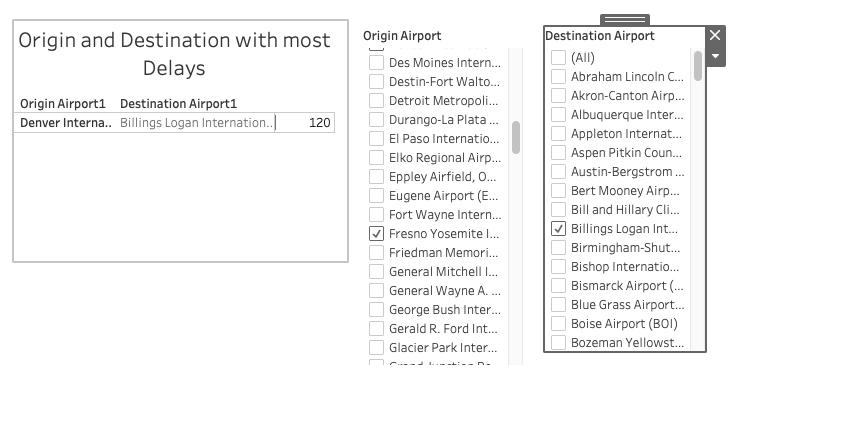 Origin and Destination with most
Delays
Origin Airport1 Destination Airport1
Denver Interna.. Billings Logan Internation.. 120
Origin Airport
Des Moines Intern...
Destin-Fort Walto...
Detroit Metropoli...
Durango-La Plata ...
El Paso Internatio...
Elko Regional Airp...
Eppley Airfield, O...
Eugene Airport (E...
Fort Wayne Intern...
Fresno Yosemite I...
Friedman Memori...
General Mitchell I...
General Wayne A. ...
George Bush Inter...
Gerald R. Ford Int...
Glacier Park Inter...
Destination Airport
(All)
Abraham Lincoln C...
Akron-Canton Airp...
Albuquerque Inter...
Appleton Internat...
Aspen Pitkin Coun...
Austin-Bergstrom ...
Bert Mooney Airp...
Bill and Hillary Cli...
Billings Logan Int...
Birmingham-Shut...
Bishop Internatio...
Bismarck Airport (...
Blue Grass Airport...
Boise Airport (BOI)
Bozeman Yellowst...